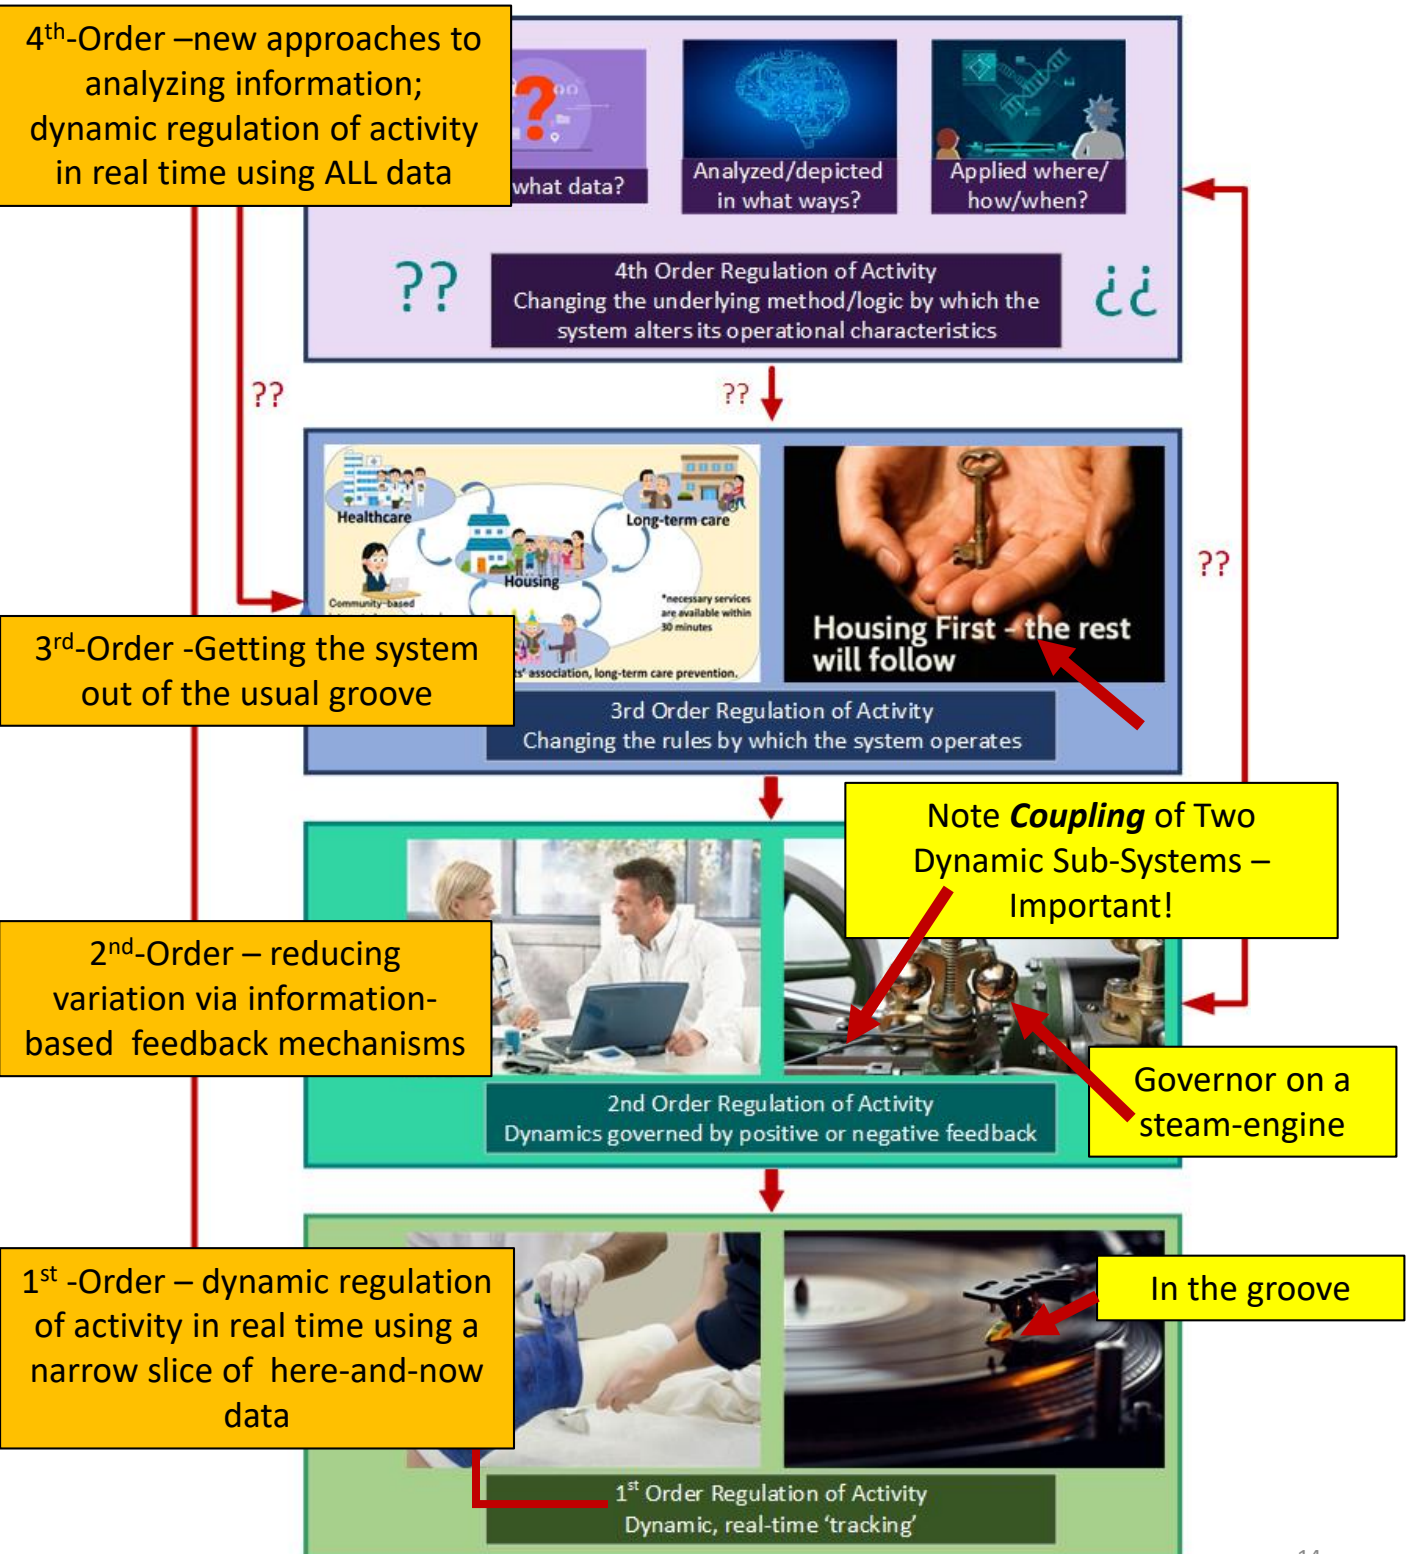 4th-Order –new approaches to
analyzing information;
dynamic regulation of activity
in real time using ALL data
what data?
Analyzed/depicted
in what ways?
Applied where/
how/when?
??
4th Order Regulation of Activity
Changing the underlying method/logic by which the
system alters its operational characteristics
¿¿
??
??
Healthcare
Long-term care
Housing
Community-based
*necessary services
are available within
30 minutes
ts' association, long-term care prevention.
Housing First - the rest
will follow
??
3rd-Order -Getting the system
out of the usual groove
3rd Order Regulation of Activity
Changing the rules by which the system operates
Note Coupling of Two
Dynamic Sub-Systems –
Important!
2nd-Order – reducing
variation via information-
based feedback mechanisms
Governor on a
steam-engine
2nd Order Regulation of Activity
Dynamics governed by positive or negative feedback
1st -Order – dynamic regulation
of activity in real time using a
narrow slice of here-and-now
data
In the groove
1st Order Regulation of Activity
Dynamic, real-time ‘tracking’